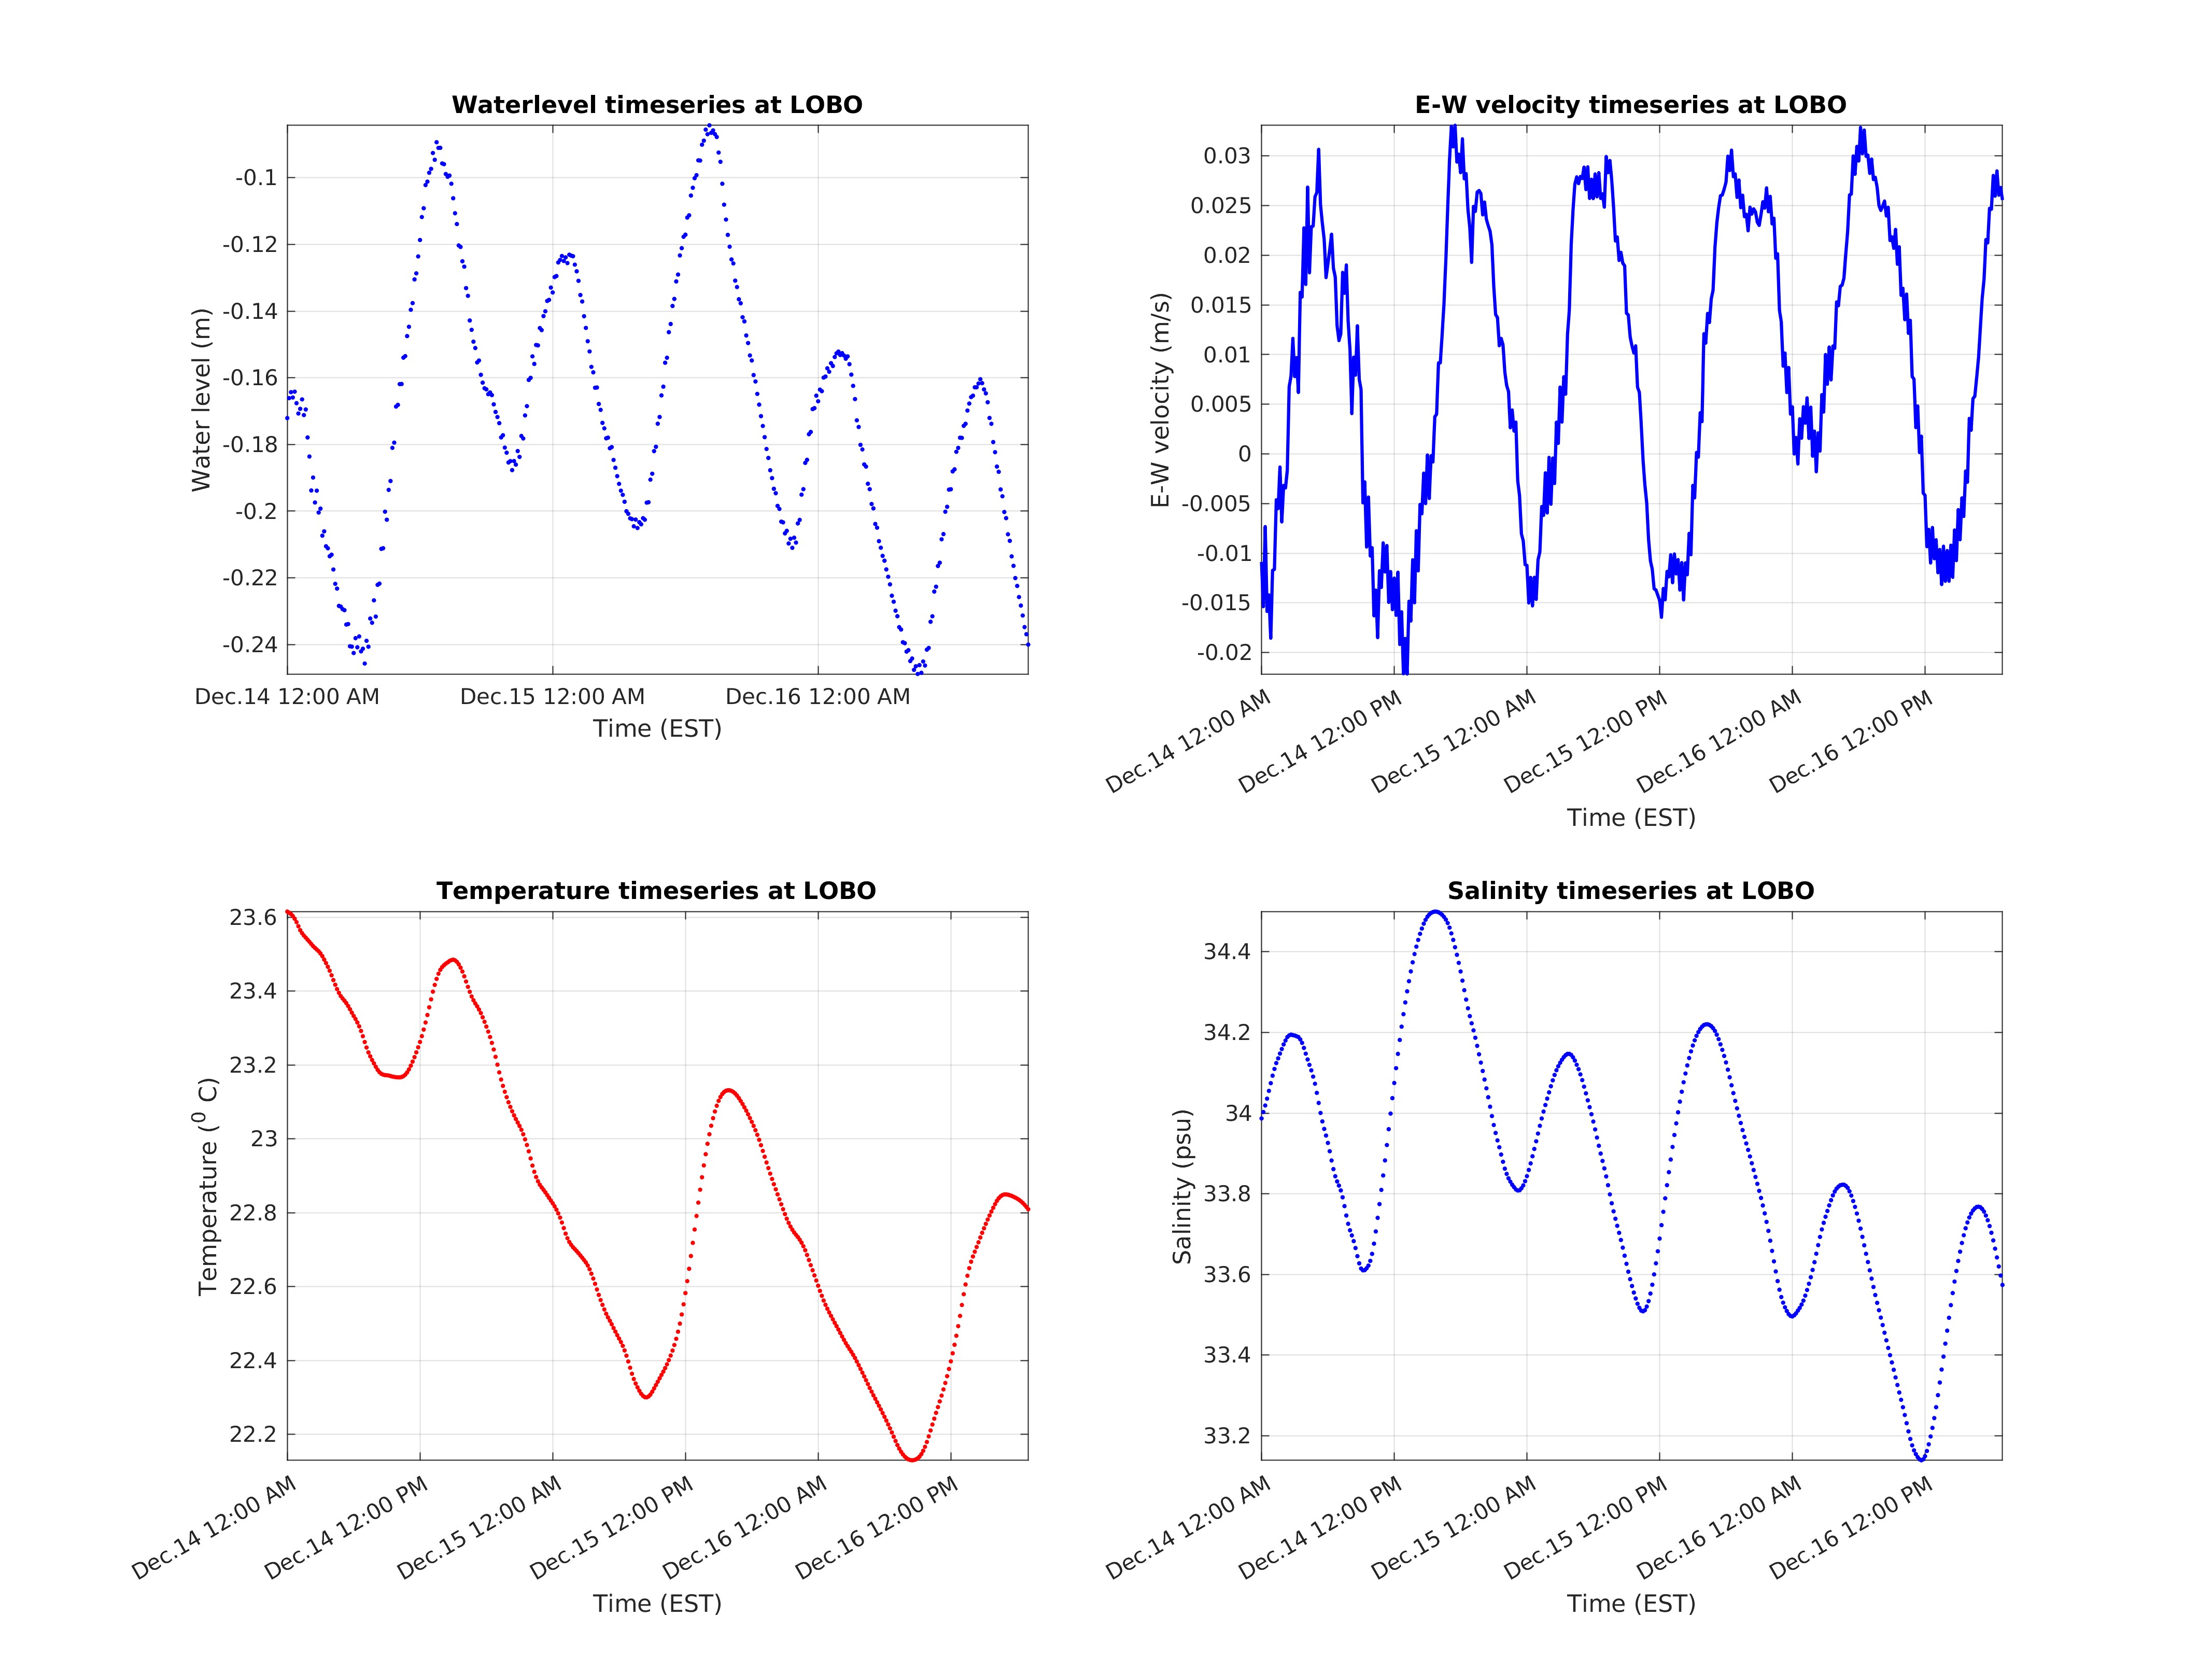 Waterlevel timeseries at LOBO
-0.1
-0.12
-0.14
-0.16
-0.18
-0.2
-0.22
-0.24
Water level (m)
Dec.14 12:00 AM
Dec.15 12:00 AM
Dec.16 12:00 AM
Time (EST)
E-W velocity timeseries at LOBO
0.03
0.025
0.02
0.015
0.01
0.005
0
-0.005
-0.01
-0.015
-0.02
E-W velocity (m/s)
Dec.14 12:00 AM
Dec.14 12:00 PM
Dec.15 12:00 AM
Dec.15 12:00 PM
Dec.16 12:00 AM
Dec.16 12:00 PM
Time (EST)
Temperature timeseries at LOBO
23.6
23.4
23.2
23
22.8
22.6
22.4
22.2
Temperature (⁰ C)
Dec.14 12:00 AM
Dec.14 12:00 PM
Dec.15 12:00 AM
Dec.15 12:00 PM
Dec.16 12:00 AM
Dec.16 12:00 PM
Time (EST)
Salinity timeseries at LOBO
34.4
34.2
34
33.8
33.6
33.4
33.2
Salinity (psu)
Dec.14 12:00 AM
Dec.14 12:00 PM
Dec.15 12:00 AM
Dec.15 12:00 PM
Dec.16 12:00 AM
Dec.16 12:00 PM
Time (EST)